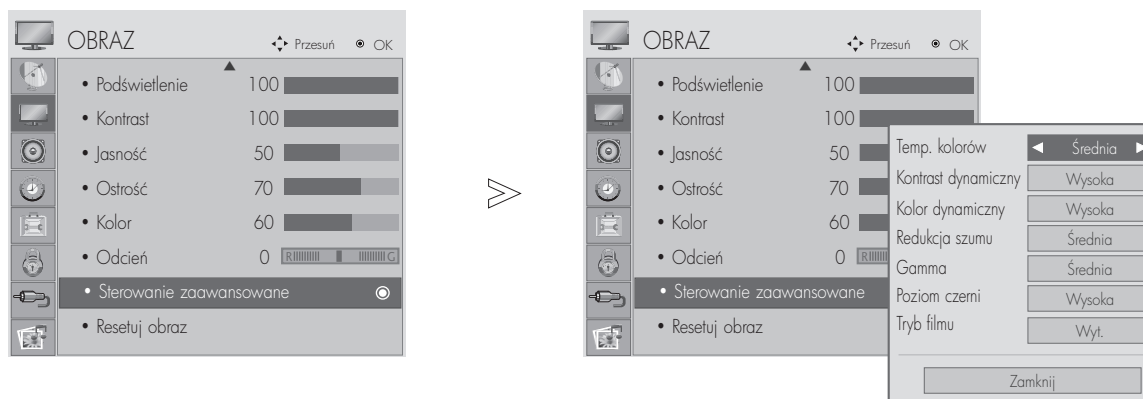 OBRAZ
Przesuń OK
• Podświetlenie 100
• Kontrast 100
• Jasność 50
• Ostrość 70
• Kolor 60
• Odcień 0 R G
• Sterowanie zaawansowane
• Resetuj obraz
OBRAZ
Przesuń OK
• Podświetlenie 100
• Kontrast 100
• Jasność 50
• Ostrość 70
• Kolor 60
• Odcień 0 R
• Sterowanie zaawansowane
• Resetuj obraz
Temp. kolorów Średnia
Kontrast dynamiczny Wysoka
Kolor dynamiczny Wysoka
Redukcja szumu Średnia
Gamma Średnia
Poziom czerni Wysoka
Tryb filmu Wył.
Zamknij